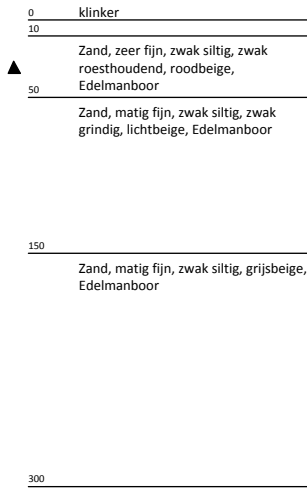 0 klinker
10
Zand, zeer fijn, zwak siltig, zwak
roesthoudend, roodbeige,
Edelmanboor
50
Zand, matig fijn, zwak siltig, zwak
grindig, lichtbeige, Edelmanboor
150
Zand, matig fijn, zwak siltig, grijsbeige,
Edelmanboor
300